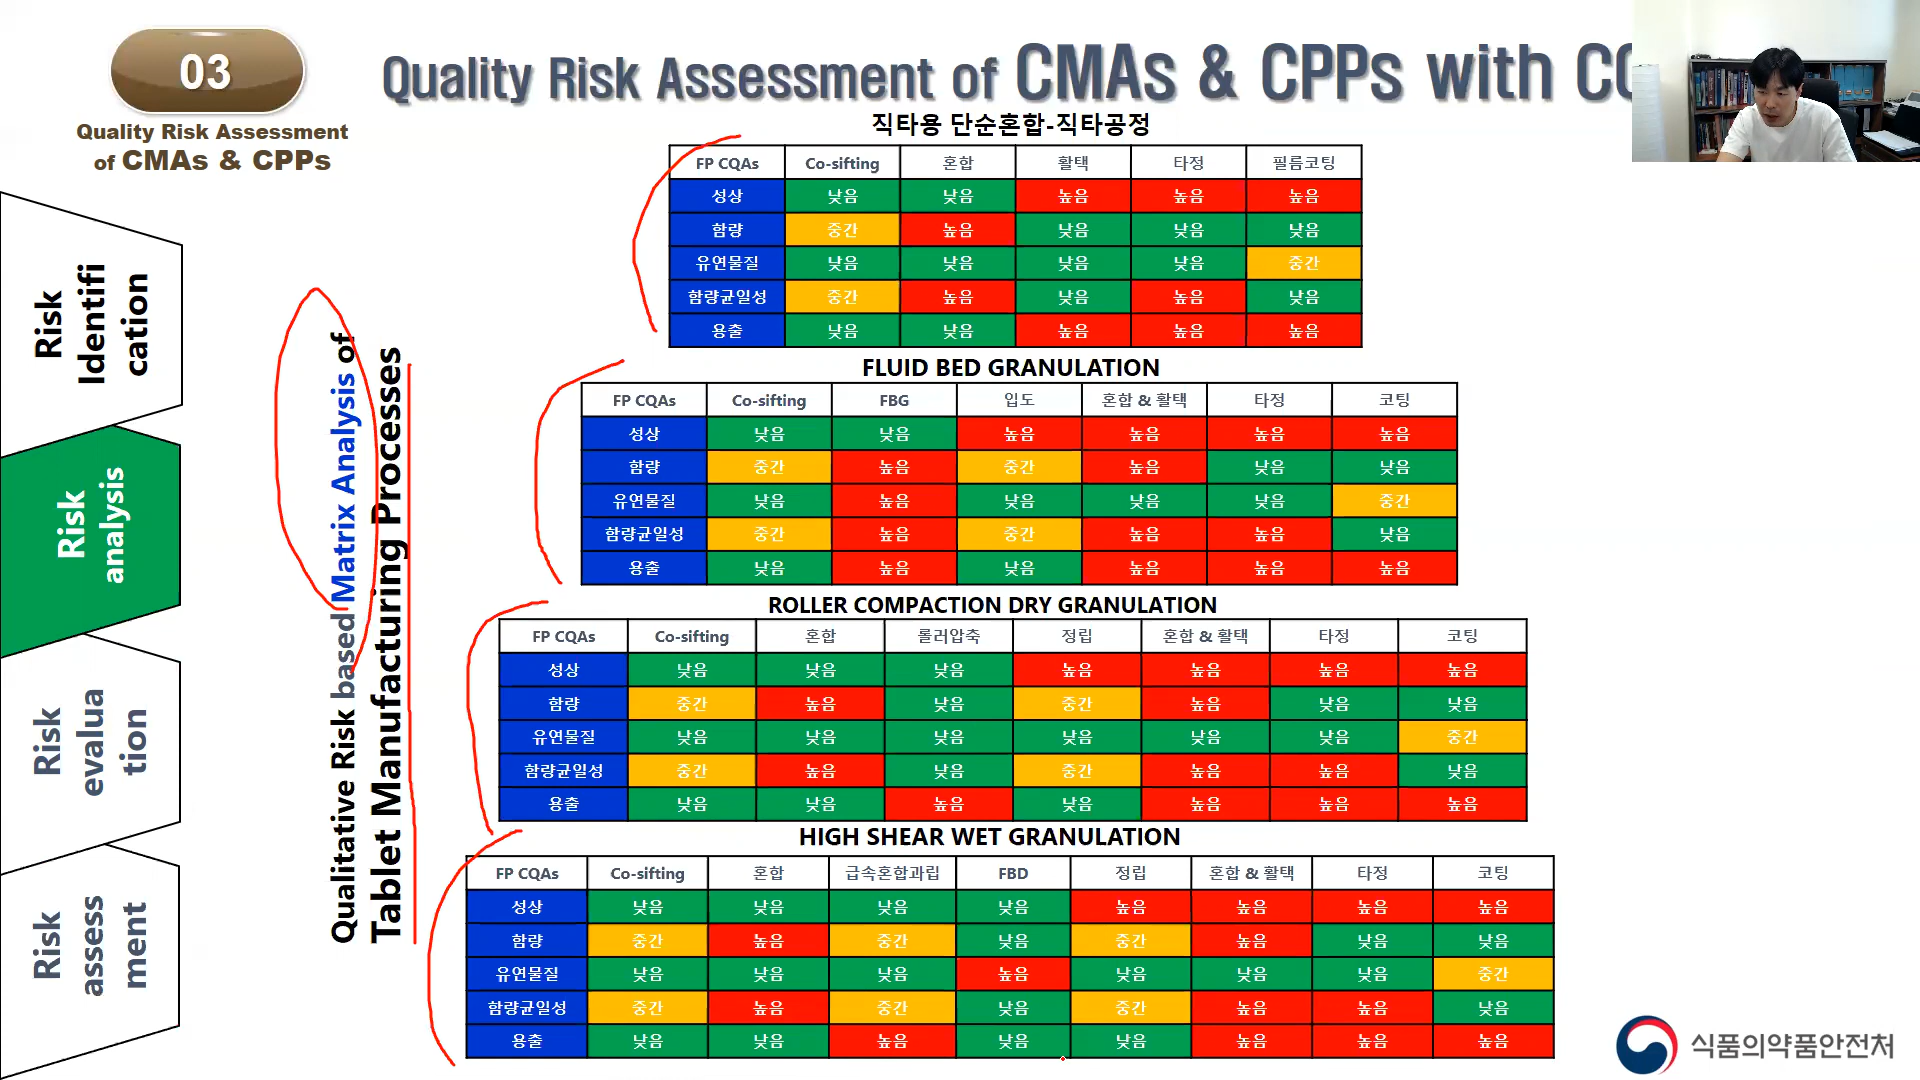 03
Quality Risk Assessment of CMAs & CPPs with
Quality Risk Assessment
of CMAs & CPPs
Risk
Identifi
cation
Risk
analysis
Risk
evalua
tion
Risk
assess
ment
Qualitative Risk based Matrix Analysis of
Tablet Manufacturing Processes
직타용 단순혼합-직타공정
FP CQAs Co-sifting 혼합 활택 타정 필름코팅
성상 낮음 낮음 높음 높음 높음
함량 중간 높음 낮음 낮음 낮음
유연물질 낮음 낮음 낮음 낮음 중간
함량균일성 중간 높음 낮음 높음 낮음
용출 낮음 낮음 높음 높음 높음
FLUID BED GRANULATION
FP CQAs Co-sifting FBG 입도 혼합 & 활택 타정 코팅
성상 낮음 낮음 높음 높음 높음 높음
함량 중간 높음 중간 높음 낮음 낮음
유연물질 낮음 높음 낮음 낮음 낮음 중간
함량균일성 중간 높음 중간 높음 높음 낮음
용출 낮음 높음 낮음 높음 높음 높음
ROLLER COMPACTION DRY GRANULATION
FP CQAs Co-sifting 혼합 롤러압축 정립 혼합 & 활택 타정 코팅
성상 낮음 낮음 낮음 높음 높음 높음 높음
함량 중간 높음 낮음 중간 높음 낮음 낮음
유연물질 낮음 낮음 낮음 낮음 낮음 낮음 중간
함량균일성 중간 높음 낮음 중간 높음 높음 낮음
용출 낮음 낮음 높음 낮음 높음 높음 높음
HIGH SHEAR WET GRANULATION
FP CQAs Co-sifting 혼합 급속혼합과립 FBD 정립 혼합 & 활택 타정 코팅
성상 낮음 낮음 낮음 낮음 높음 높음 높음 높음
함량 중간 높음 중간 낮음 중간 높음 낮음 낮음
유연물질 낮음 낮음 낮음 높음 낮음 낮음 낮음 중간
함량균일성 중간 높음 중간 낮음 중간 높음 높음 낮음
용출 낮음 낮음 높음 낮음 낮음 높음 높음 높음
식품의약품안전처